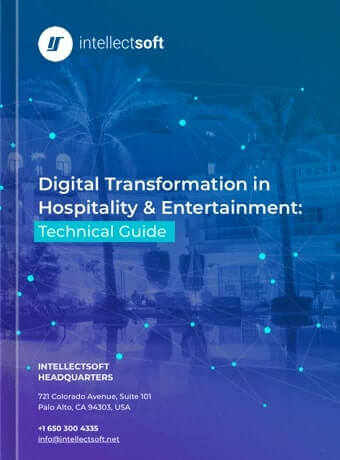 intellectsoft
Digital Transformation in
Hospitality & Entertainment:
Technical Guide
INTELLECTSOFT
HEADQUARTERS
721 Colorado Avenue, Suite 101
Palo Alto, CA 94303, USA
+1 650 300 4335
info@intellectsoft.net